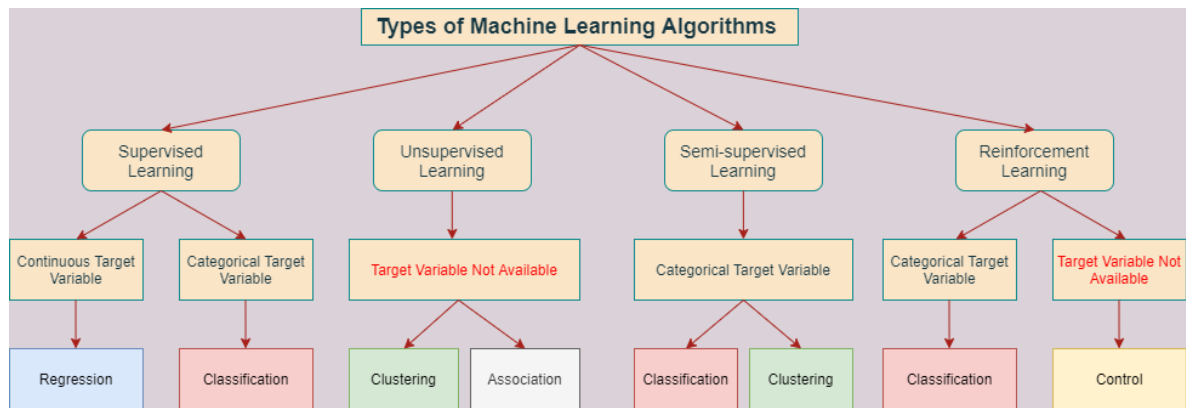 Types of Machine Learning Algorithms
Supervised
Learning
Unsupervised
Learning
Semi-supervised
Learning
Reinforcement
Learning
Continuous Target
Variable
Categorical Target
Variable
Target Variable Not Available
Categorical Target Variable
Categorical Target
Variable
Target Variable Not
Available
Regression
Classification
Clustering
Association
Classification
Clustering
Classification
Control